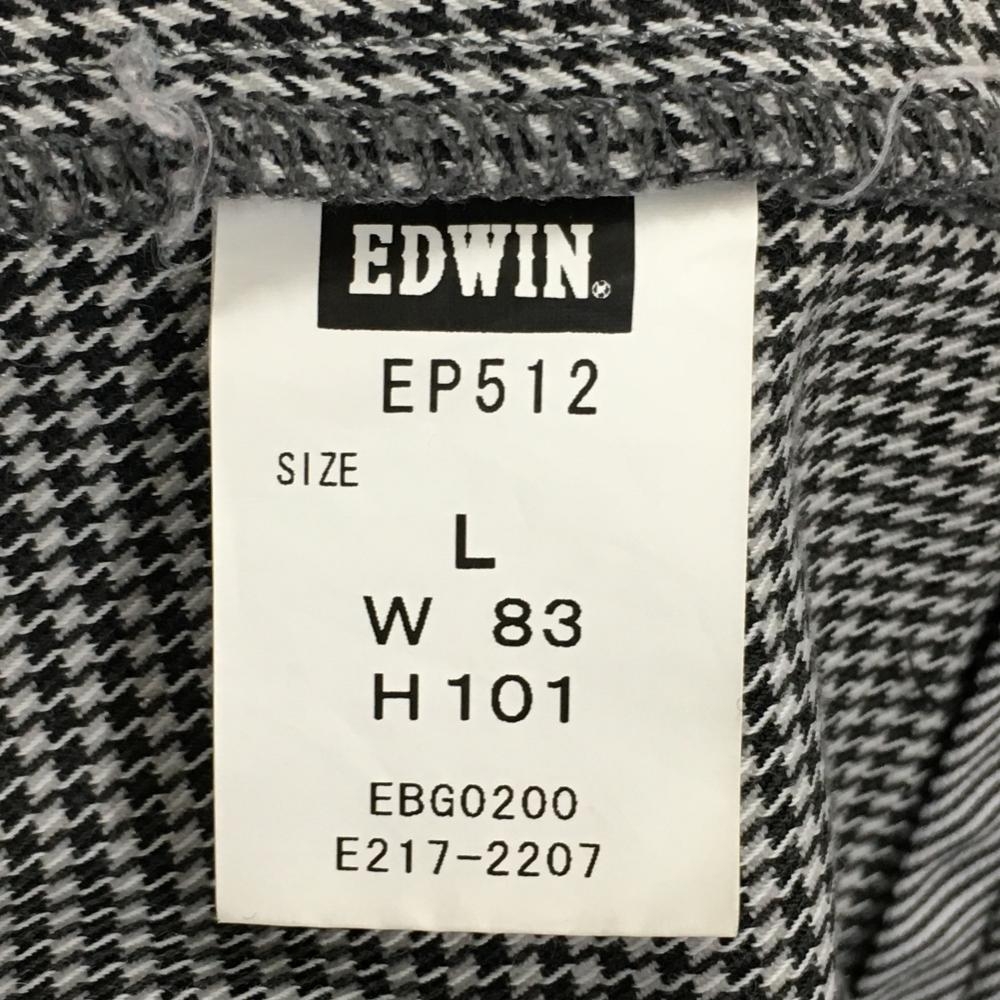 EDWIN
EP512
SIZE
L
W 83
H101
EBG0200
E217-2207